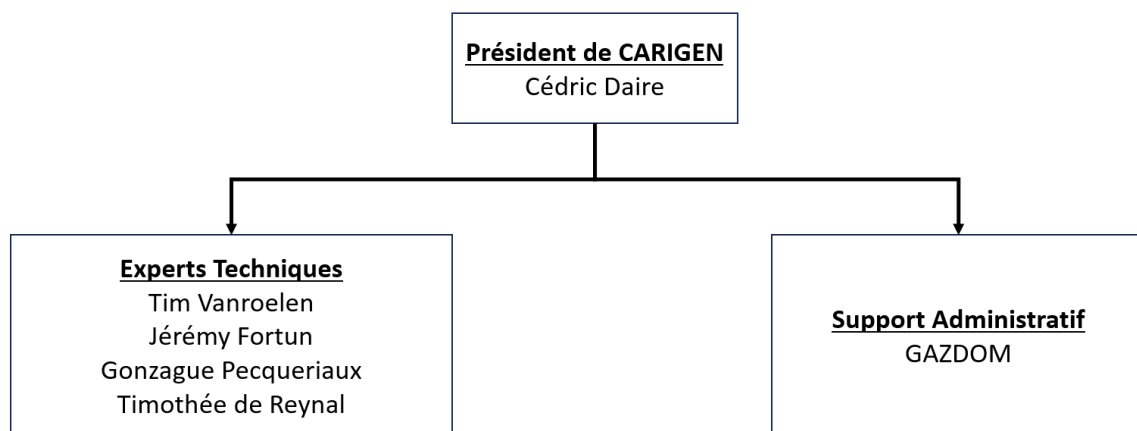 Président de CARIGEN
Cédric Daire
Experts Techniques
Tim Vanroelen
Jérémy Fortun
Gonzague Pecqueriaux
Timothée de Reynal
Support Administratif
GAZDOM